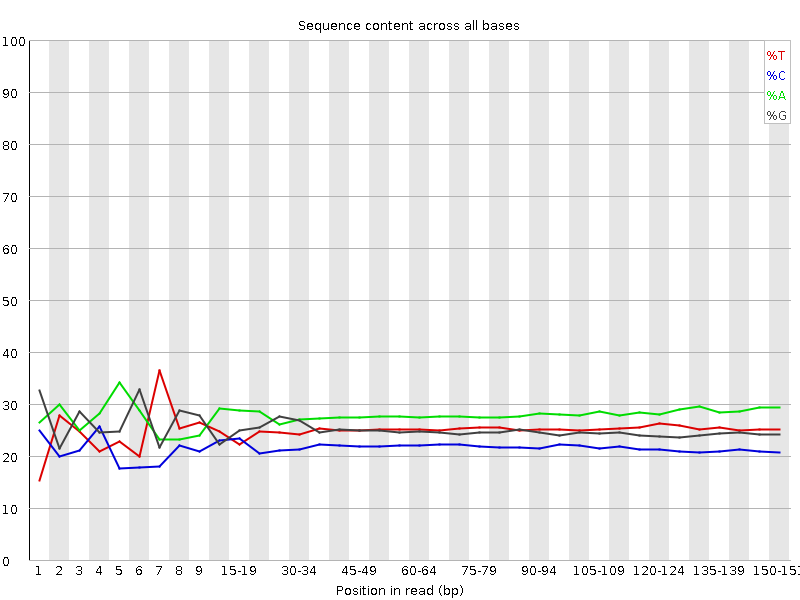 Sequence content across all bases
100
90
80
70
60
50
40
30
20
10
0
%T
%C
%A
%G
1 2 3 4 5 6 7 8 9 15-19 30-34 45-49 60-64 75-79 90-94 105-109 120-124 135-139 150-151
Position in read (bp)